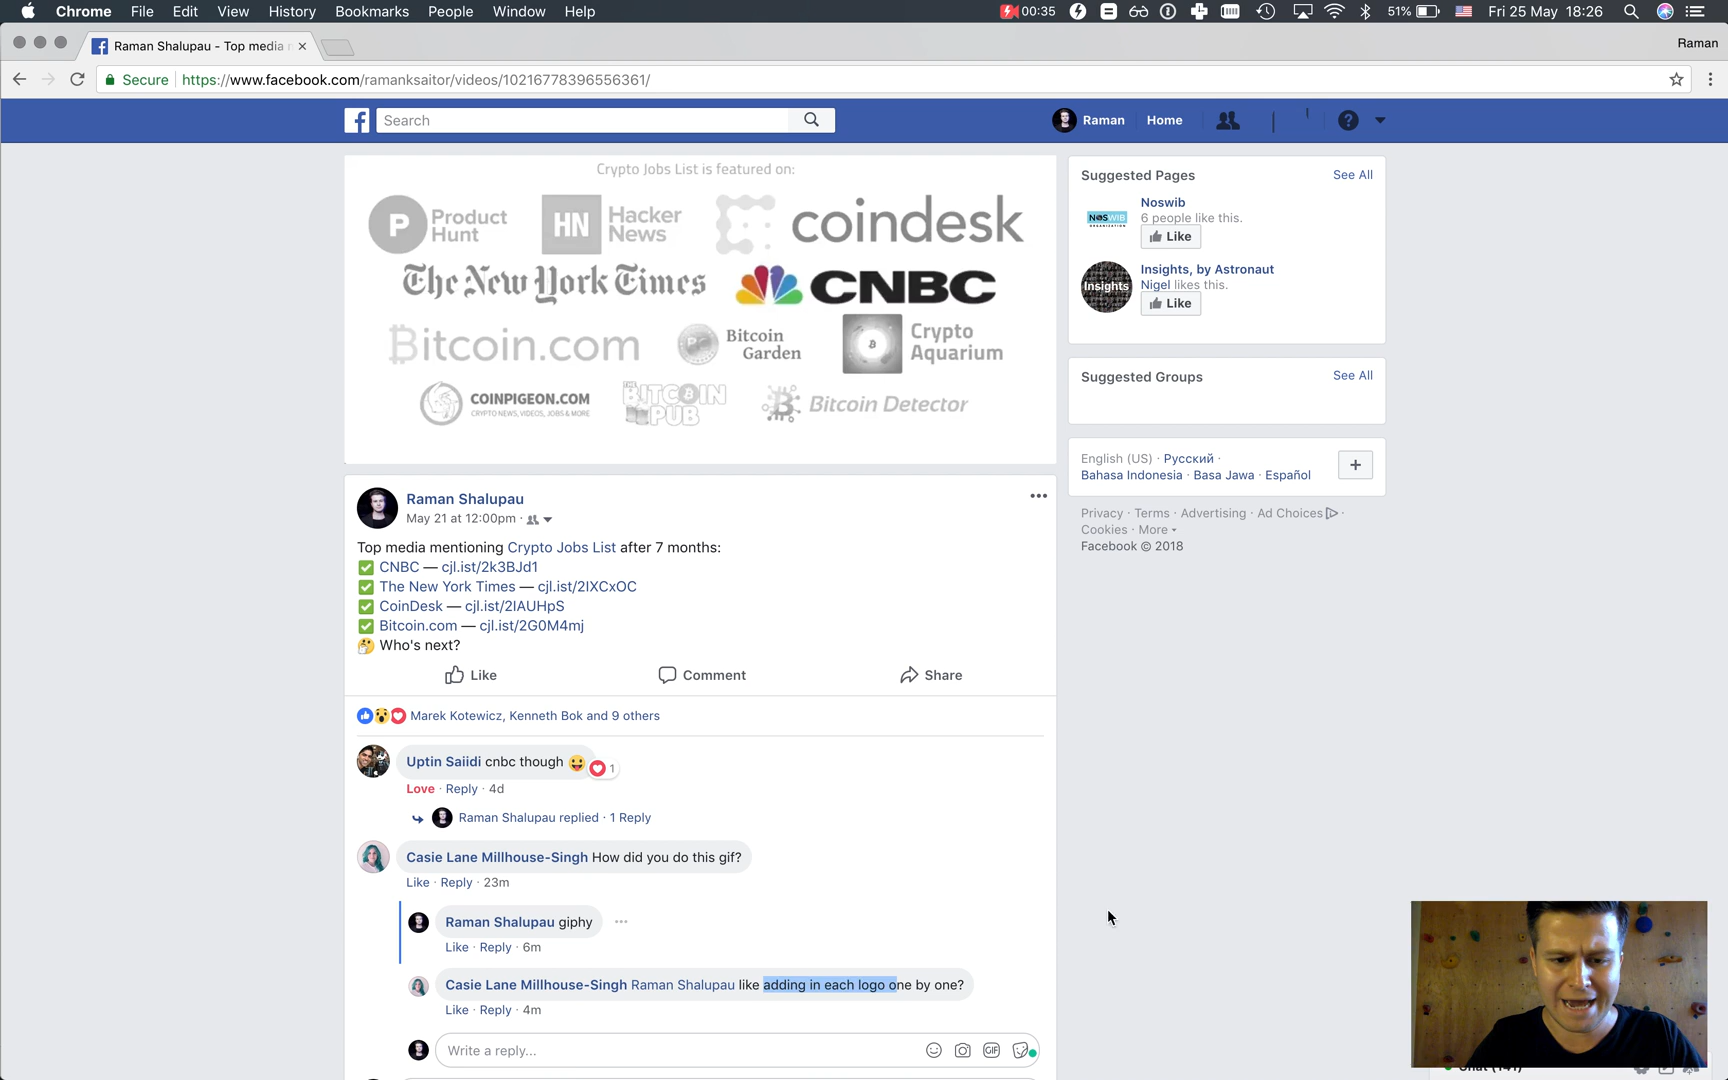 Chrome File Edit View History Bookmarks People Window Help 00:35 51% Fri 25 May 18:26
Raman Shalupau - Top media
Raman
Secure https://www.facebook.com/ramanksaitor/videos/10216778396556361/
Search
Raman Home
Crypto Jobs List is featured on:
P Product Hunt
HN Hacker News
coindesk
The New York Times
CNBC
Bitcoin.com
Bitcoin Garden
Crypto Aquarium
COINPIGEON.COM
CRYPTO NEWS, VIDEOS, JOBS & MORE
THE BITCOIN PUB
Bitcoin Detector
Suggested Pages See All
Noswib
6 people like this.
Like
Insights
Insights, by Astronaut
Nigel likes this.
Like
Suggested Groups See All
English (US) · Русский ·
Bahasa Indonesia · Basa Jawa · Español
Privacy · Terms · Advertising · Ad Choices ·
Cookies · More
Facebook © 2018
Raman Shalupau
May 21 at 12:00pm ·
Top media mentioning Crypto Jobs List after 7 months:
✅ CNBC — cjl.ist/2k3BJd1
✅ The New York Times — cjl.ist/2IXCxOC
✅ CoinDesk — cjl.ist/2IAUHpS
✅ Bitcoin.com — cjl.ist/2G0M4mj
🤔 Who's next?
Like Comment Share
Marek Kotewicz, Kenneth Bok and 9 others
Uptin Saiidi cnbc though 😜 1
Love · Reply · 4d
Raman Shalupau replied · 1 Reply
Casie Lane Millhouse-Singh How did you do this gif?
Like · Reply · 23m
Raman Shalupau giphy
Like · Reply · 6m
Casie Lane Millhouse-Singh Raman Shalupau like adding in each logo one by one?
Like · Reply · 4m
Write a reply...
GIF